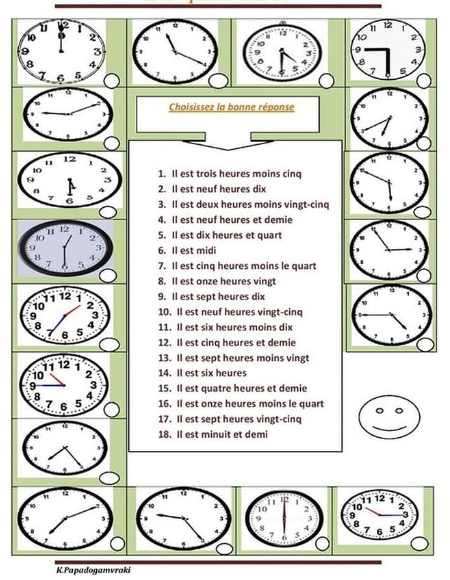 Choisissez la bonne réponse
1. Il est trois heures moins cinq
2. Il est neuf heures dix
3. Il est deux heures moins vingt-cinq
4. Il est neuf heures et demie
5. Il est dix heures et quart
6. Il est midi
7. Il est cinq heures moins le quart
8. Il est onze heures vingt
9. Il est sept heures dix
10. Il est neuf heures vingt-cinq
11. Il est six heures moins dix
12. Il est cinq heures et demie
13. Il est sept heures moins vingt
14. Il est six heures
15. Il est quatre heures et demie
16. Il est onze heures moins le quart
17. Il est sept heures vingt-cinq
18. Il est minuit et demi
K.Papadogamvraki